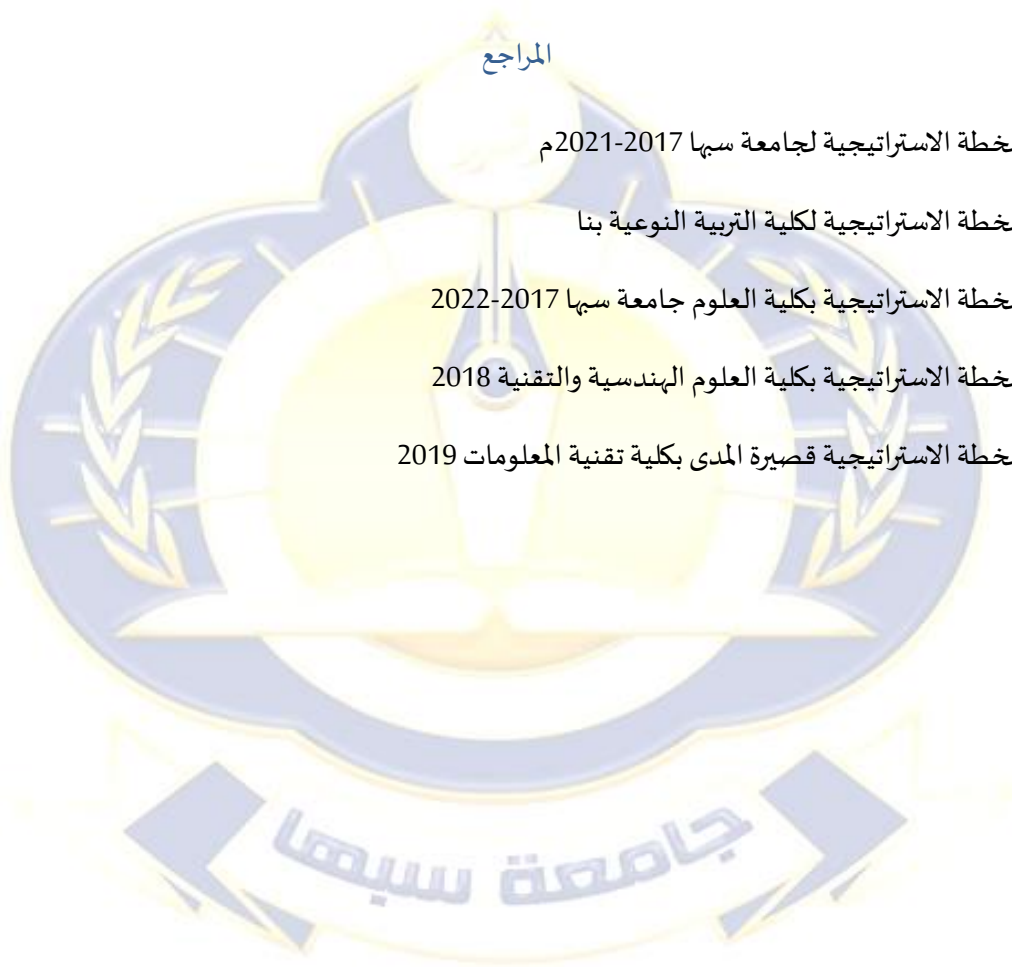 المراجع
خطة الاستراتيجية لجامعة سبها 2017-2021م
خطة الاستراتيجية لكلية التربية النوعية بنا
خطة الاستراتيجية بكلية العلوم جامعة سبها 2017-2022
خطة الاستراتيجية بكلية العلوم الهندسية والتقنية 2018
خطة الاستراتيجية قصيرة المدى بكلية تقنية المعلومات 2019
جامعة سبها